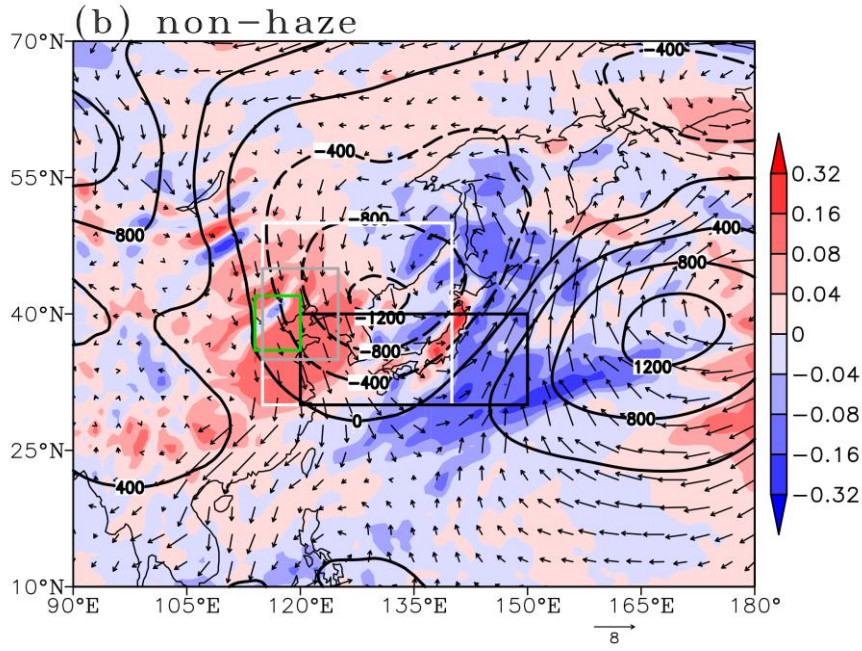 (b) non-haze
70°N
55°N
40°N
25°N
10°N
90°E
105°E
120°E
135°E
150°E
165°E
180°
-400
-400
800
-800
400
800
-1200
-800
1200
-400
800
0
400
0.32
0.16
0.08
0.04
0
-0.04
-0.08
-0.16
-0.32
8